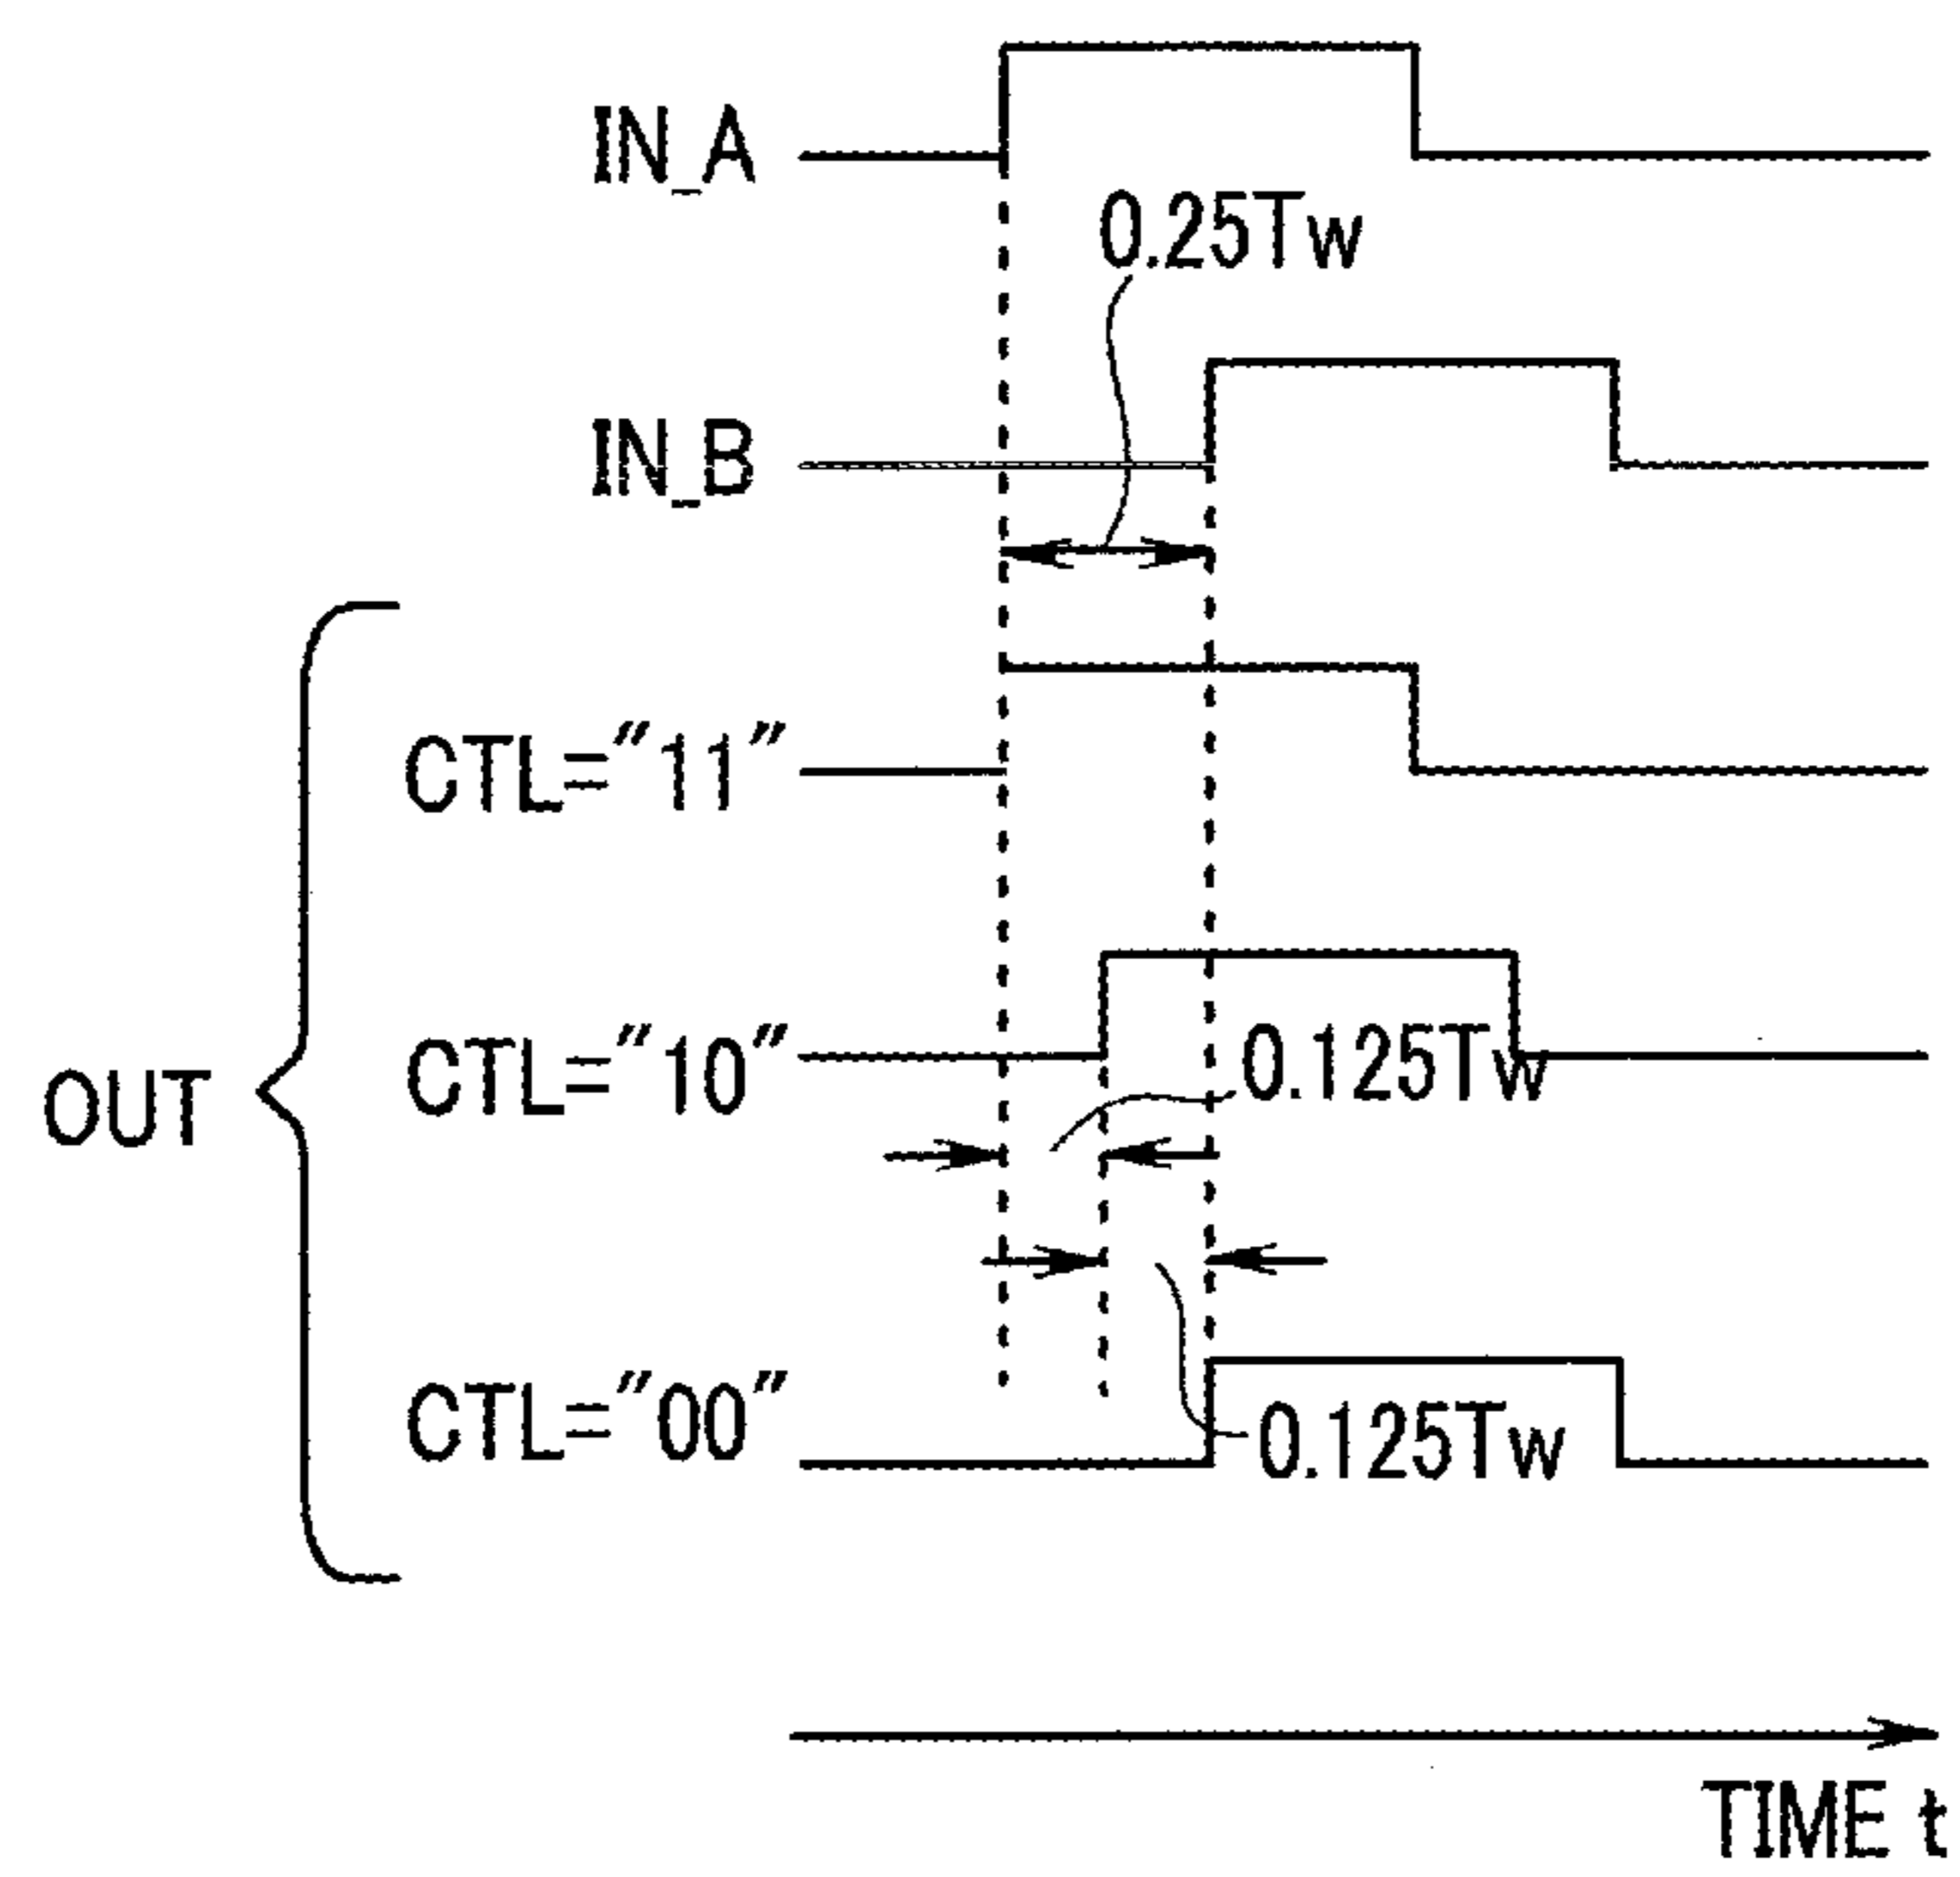 IN_A
0.25Tw
IN_B
CTL="11"
CTL="10"
0.125Tw
OUT
CTL="00"
0.125Tw
TIME t